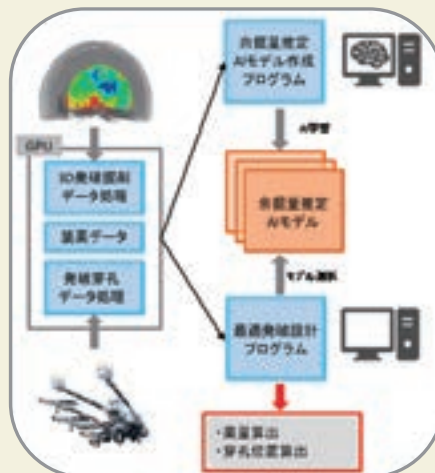 GPU
3D発破掘削
データ処理
装薬データ
発破穿孔
データ処理
余掘量推定
AIモデル作成
プログラム
AI学習
余掘量推定
AIモデル
モデル選択
最適発破設計
プログラム
・薬量算出
・穿孔位置算出